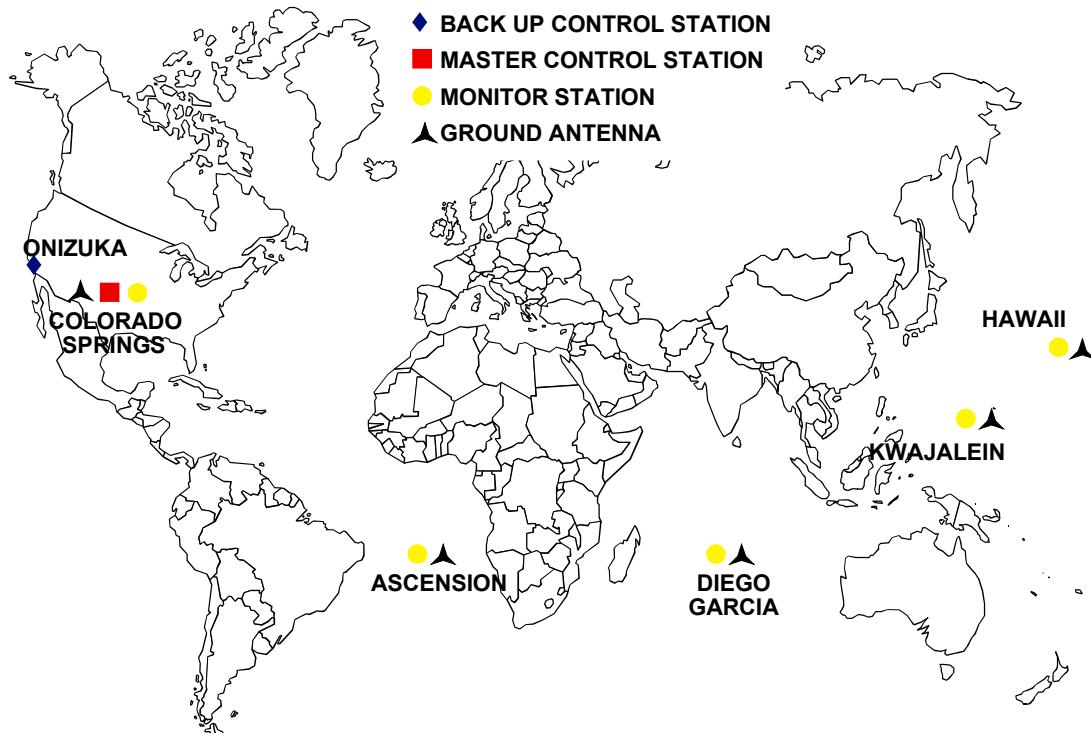 BACK UP CONTROL STATION
MASTER CONTROL STATION
MONITOR STATION
GROUND ANTENNA
ONIZUKA
COLORADO
SPRINGS
HAWAII
KWAJALEIN
ASCENSION
DIEGO
GARCIA